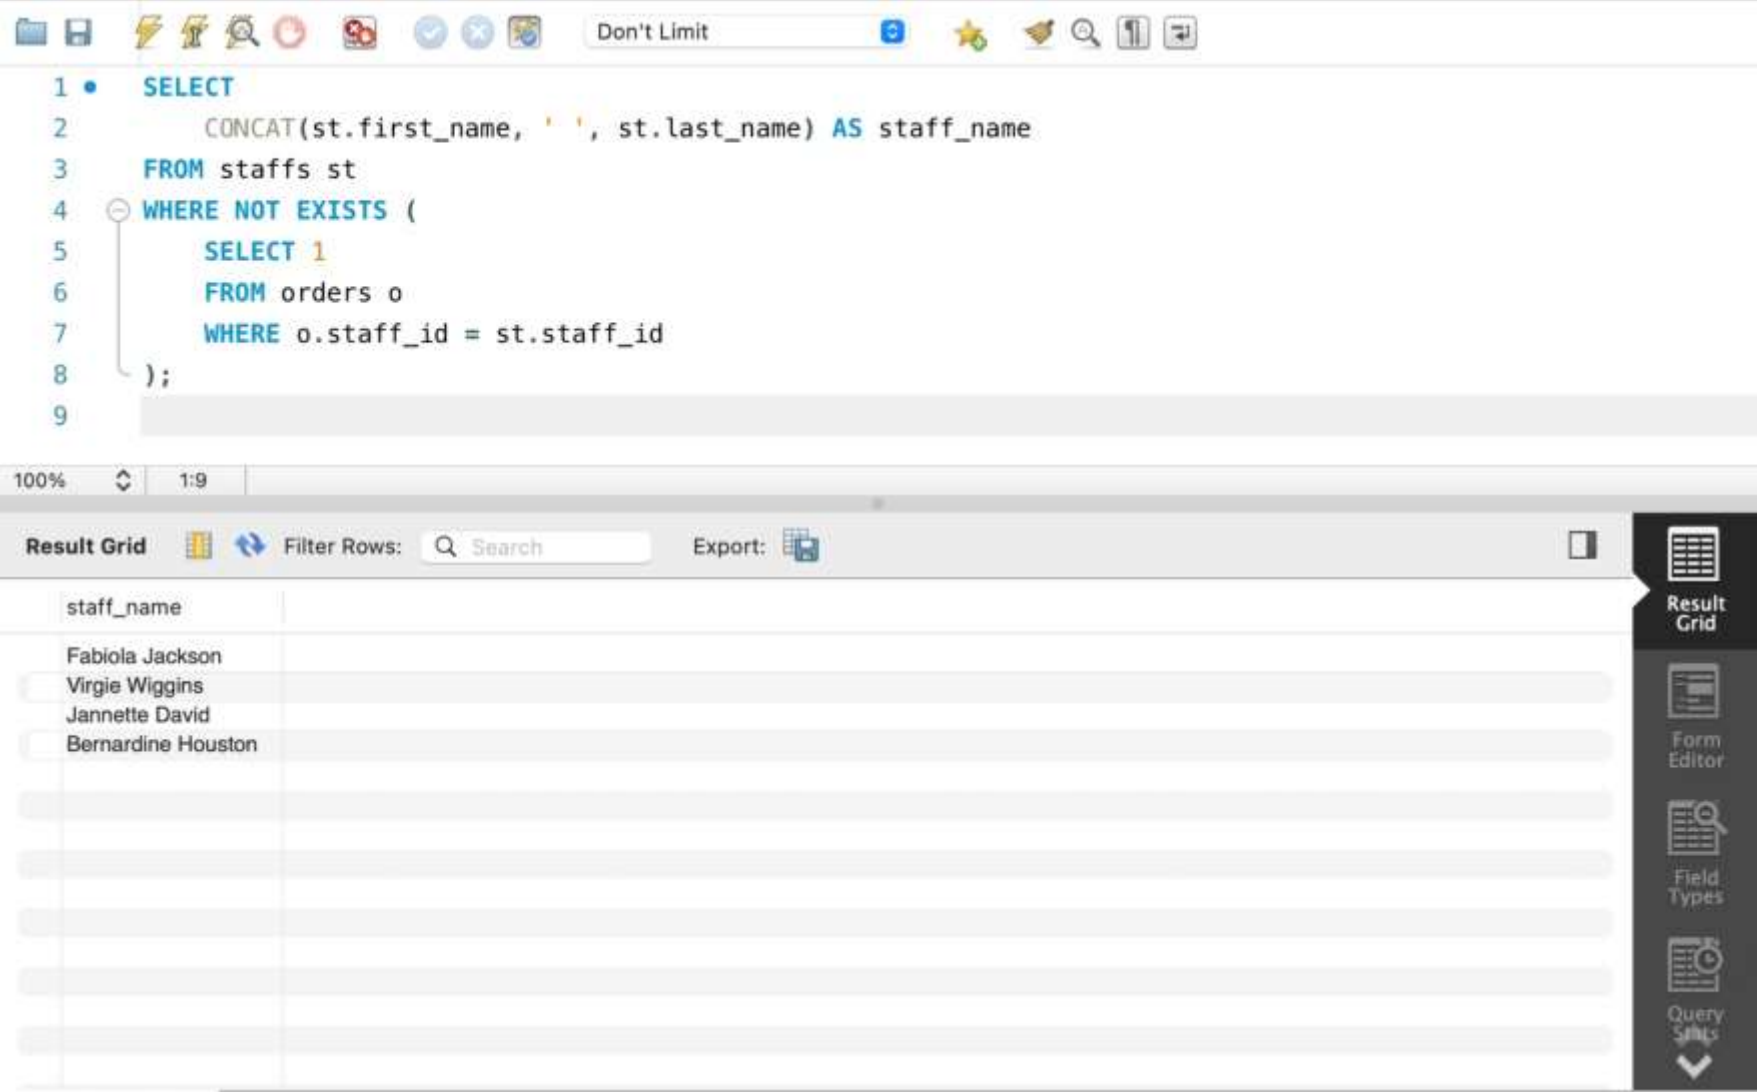 Don't Limit
1 SELECT
2 CONCAT(st.first_name, ' ', st.last_name) AS staff_name
3 FROM staffs st
4 WHERE NOT EXISTS (
5 SELECT 1
6 FROM orders o
7 WHERE o.staff_id = st.staff_id
8 );
9
100% 1:9
Result Grid Filter Rows: Search Export:
staff_name
Fabiola Jackson
Virgie Wiggins
Jannette David
Bernardine Houston
Result
Grid
Form
Editor
Field
Types
Query
Stats